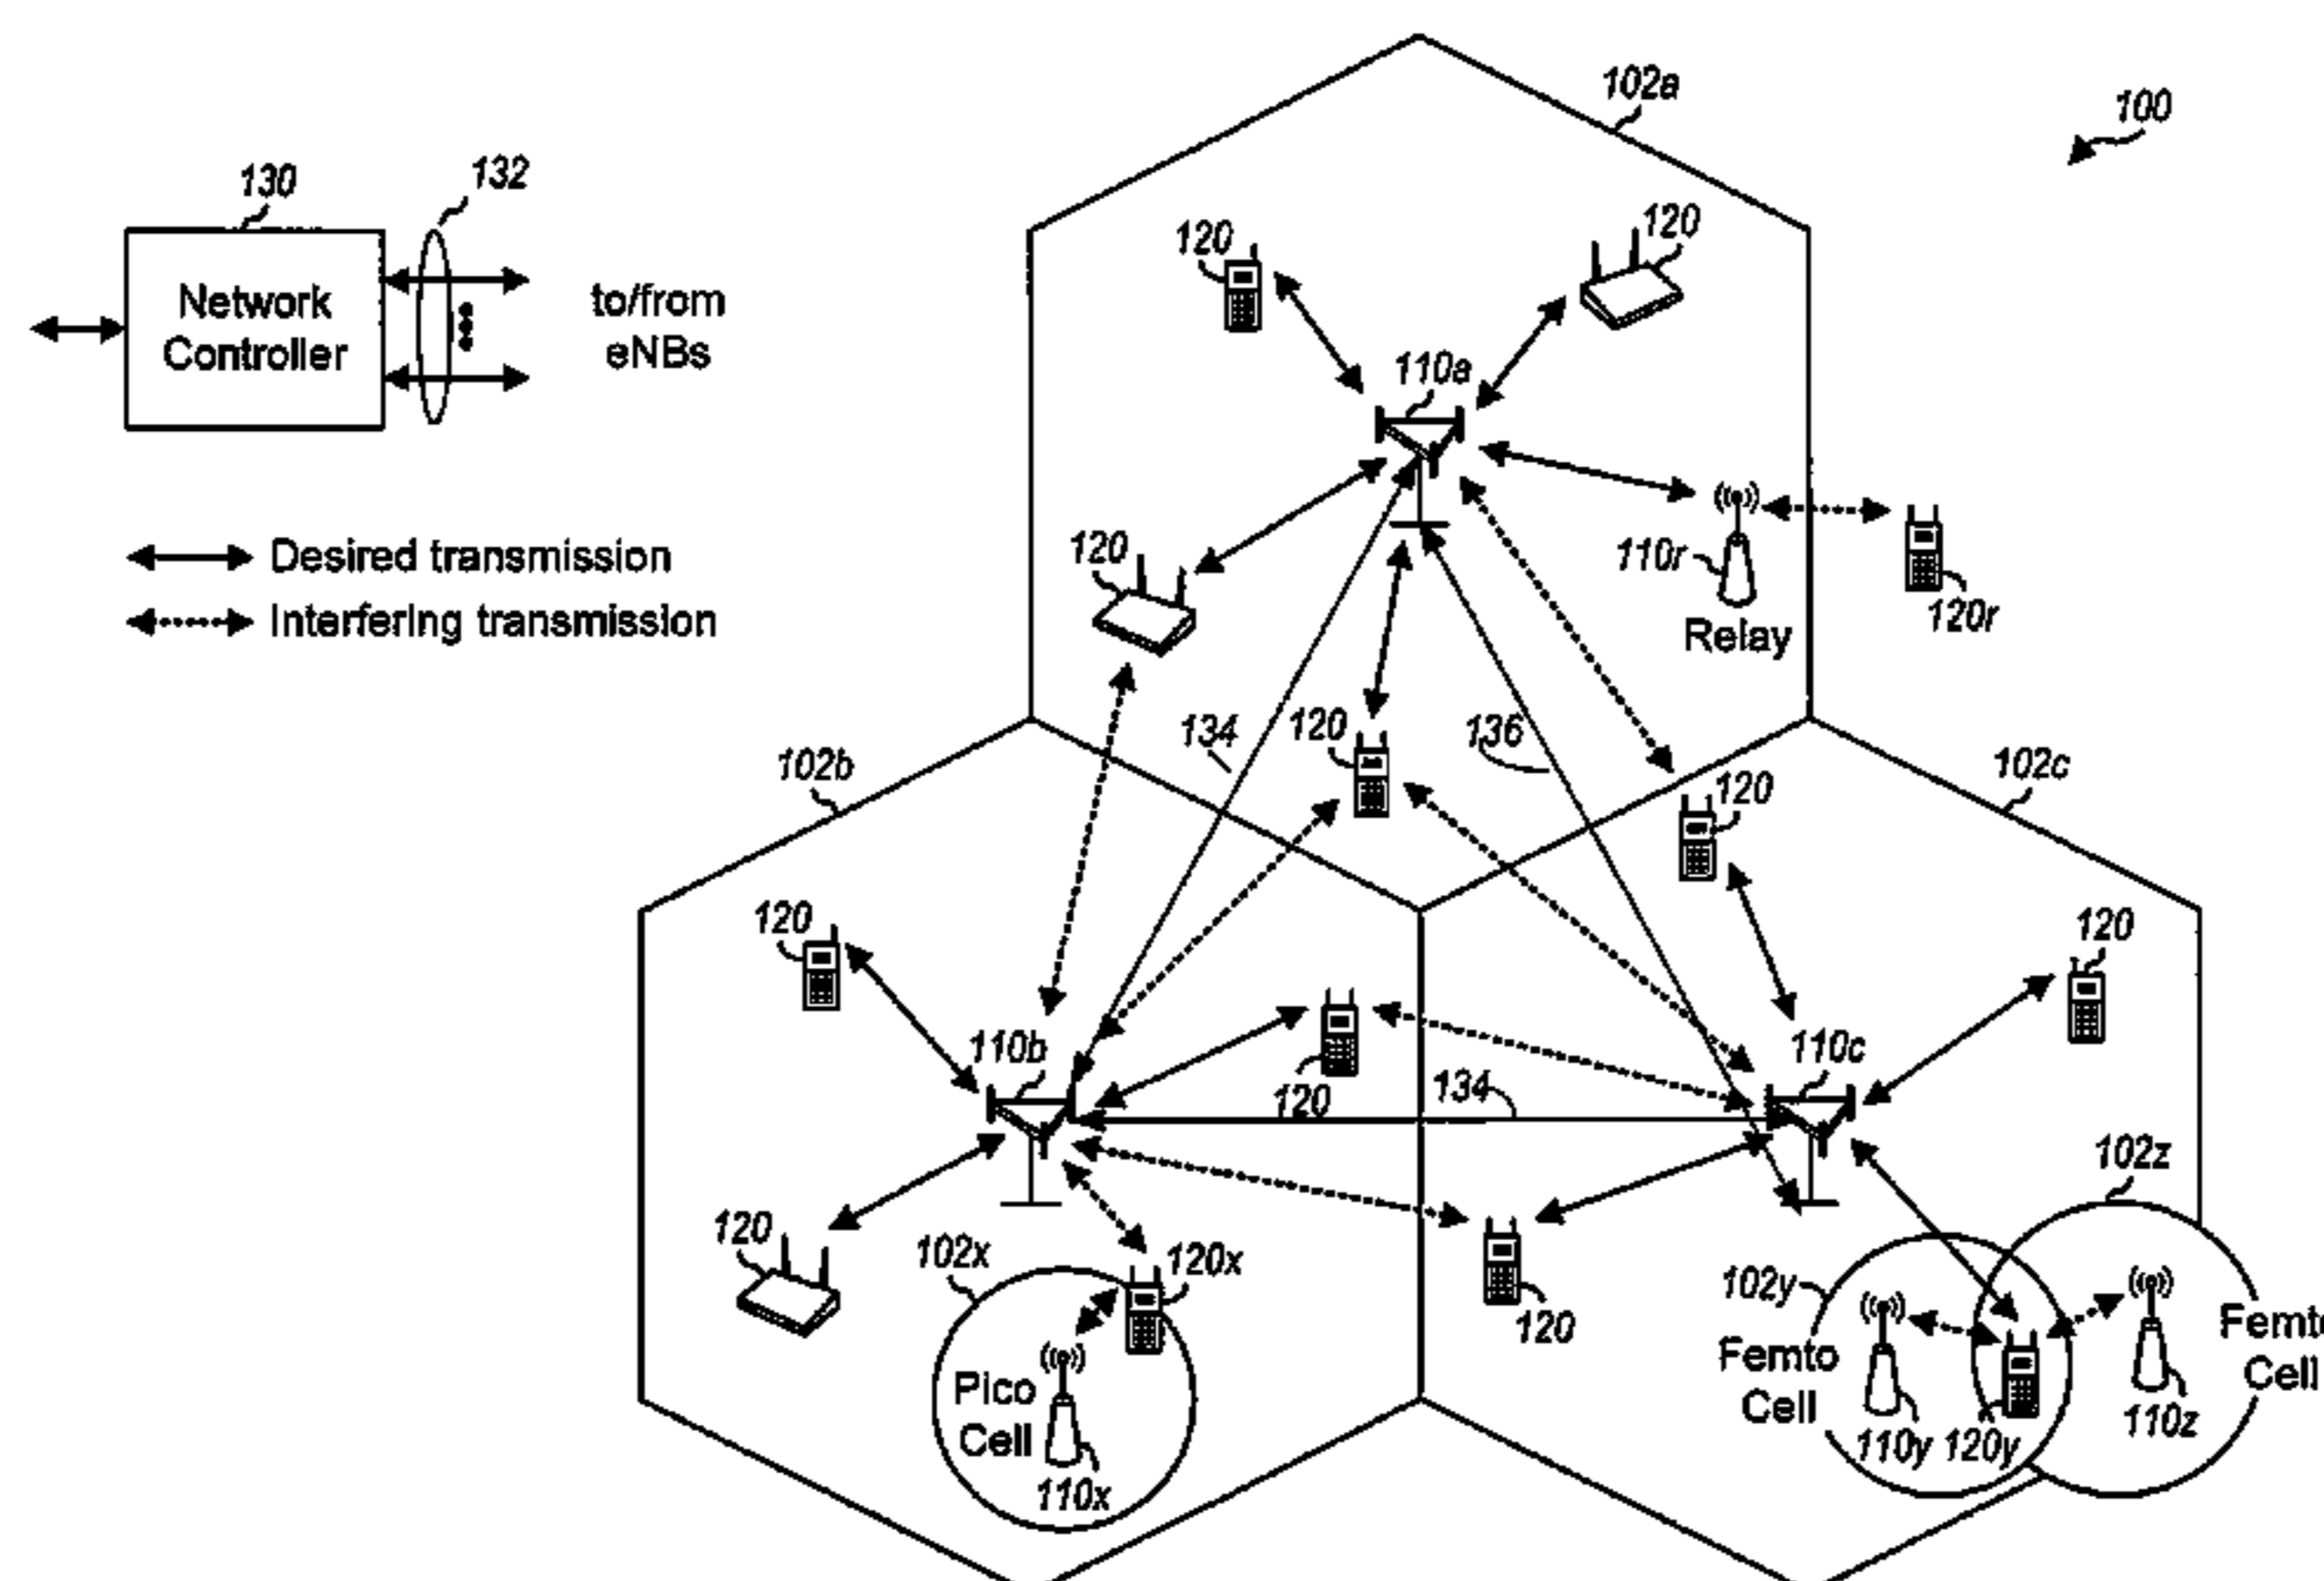 102a
100
130
132
120
120
Network
Controller
to/from
eNBs
110a
Desired transmission
Interfering transmission
120
110r
Relay
120r
134
120
136
102b
120
102c
120
120
110b
120
134
110c
102z
120
102x
120x
120
102y
Femto
Cell
Femt
Cell
Pico
Cell
110x
110y
120y
110z